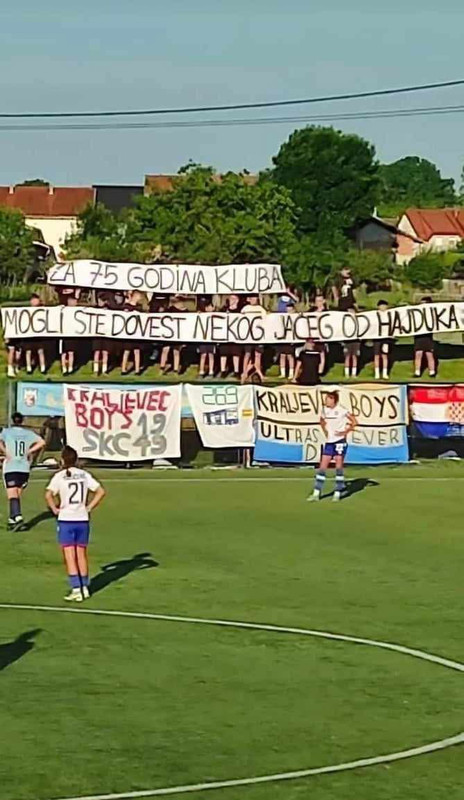 ZA 75 GODINA KLUBA
MOGLI STE DOVEST NEKOG JAČEG OD HAJDUKA
KRALJEVEC
BOYS 19
SKC 49
269
KRALJEVEC BOYS
ULTRAS FOREVER
10
21